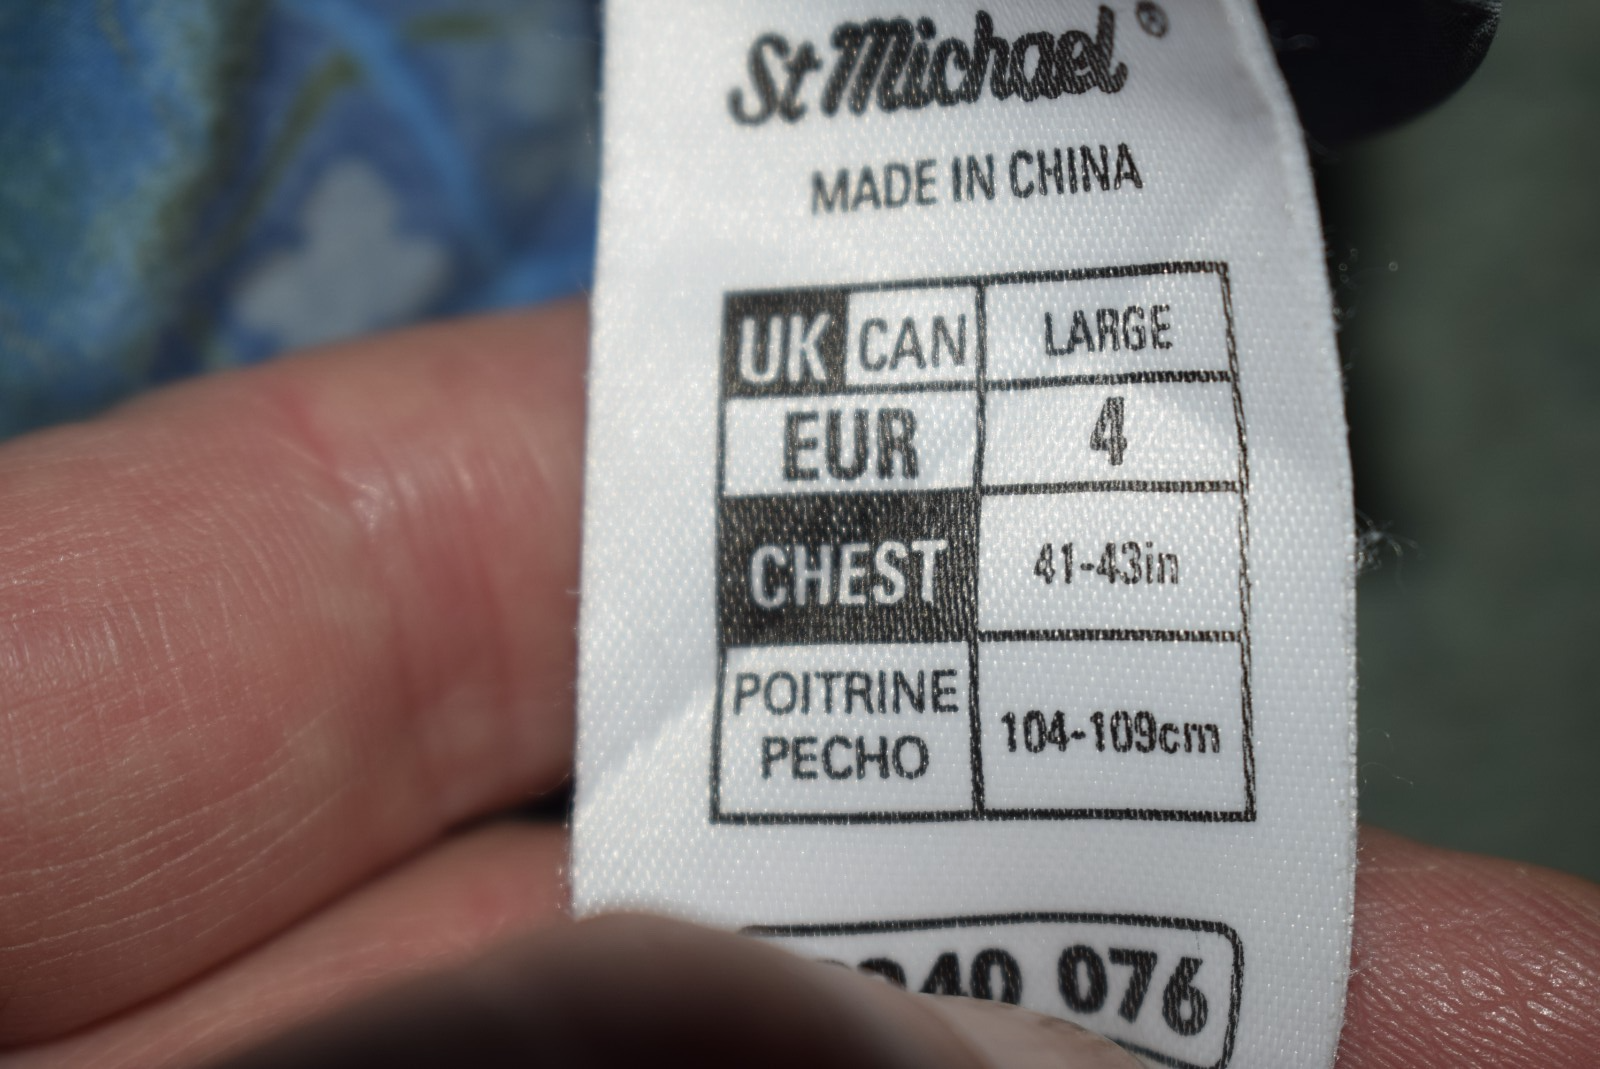 St Michael®
MADE IN CHINA
UK CAN LARGE
EUR 4
CHEST 41-43in
POITRINE
PECHO
104-109cm
076